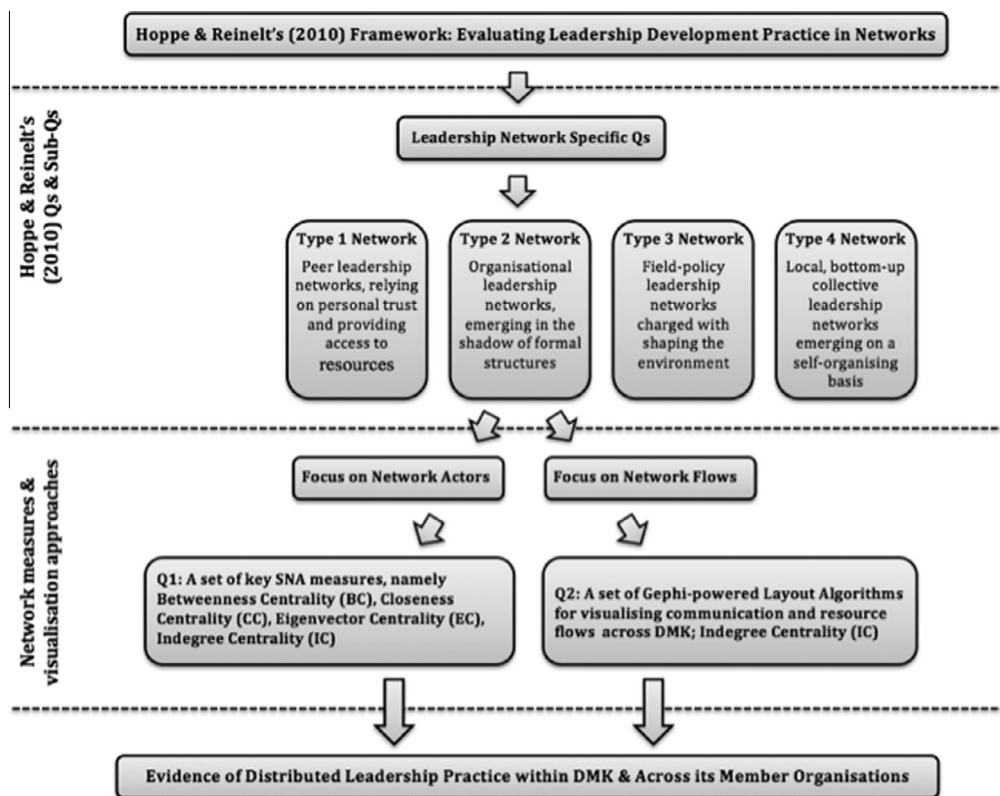 Hoppe & Reinelt's (2010) Framework: Evaluating Leadership Development Practice in Networks
Hoppe & Reinelt's
(2010) Qs & Sub-Qs
Leadership Network Specific Qs
Type 1 Network
Peer leadership
networks, relying
on personal trust
and providing
access to
resources
Type 2 Network
Organisational
leadership
networks,
emerging in the
shadow of formal
structures
Type 3 Network
Field-policy
leadership
networks
charged with
shaping the
environment
Type 4 Network
Local, bottom-up
collective
leadership
networks
emerging on a
self-organising
basis
Network measures &
visualisation approaches
Focus on Network Actors
Focus on Network Flows
Q1: A set of key SNA measures, namely
Betweenness Centrality (BC), Closeness
Centrality (CC), Eigenvector Centrality (EC),
Indegree Centrality (IC)
Q2: A set of Gephi-powered Layout Algorithms
for visualising communication and resource
flows across DMK; Indegree Centrality (IC)
Evidence of Distributed Leadership Practice within DMK & Across its Member Organisations